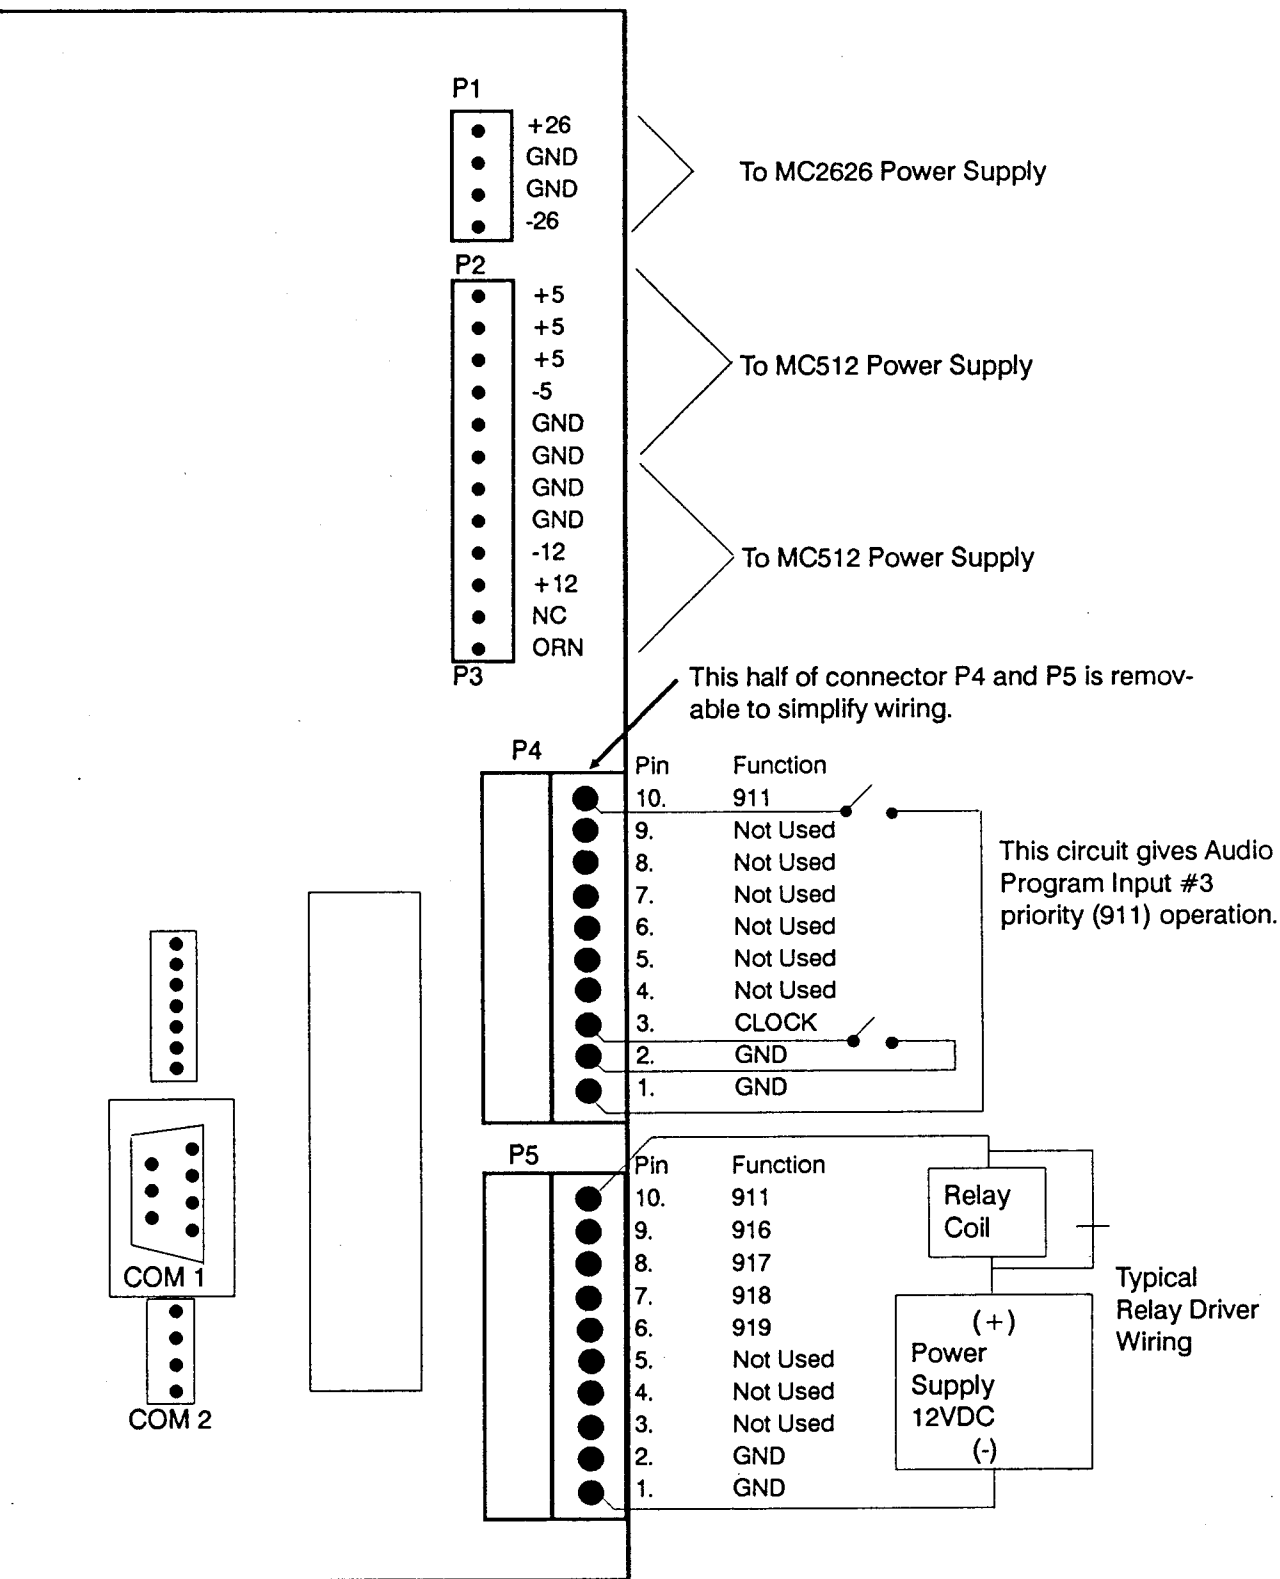 P1
+26
GND
GND
-26
To MC2626 Power Supply
P2
+5
+5
+5
-5
GND
GND
GND
GND
-12
+12
NC
ORN
P3
To MC512 Power Supply
To MC512 Power Supply
This half of connector P4 and P5 is remov-
able to simplify wiring.
P4
Pin Function
10. 911
9. Not Used
8. Not Used
7. Not Used
6. Not Used
5. Not Used
4. Not Used
3. CLOCK
2. GND
1. GND
This circuit gives Audio
Program Input #3
priority (911) operation.
P5
Pin Function
10. 911
9. 916
8. 917
7. 918
6. 919
5. Not Used
4. Not Used
3. Not Used
2. GND
1. GND
Relay
Coil
(+)
Power
Supply
12VDC
(-)
Typical
Relay Driver
Wiring
COM 1
COM 2